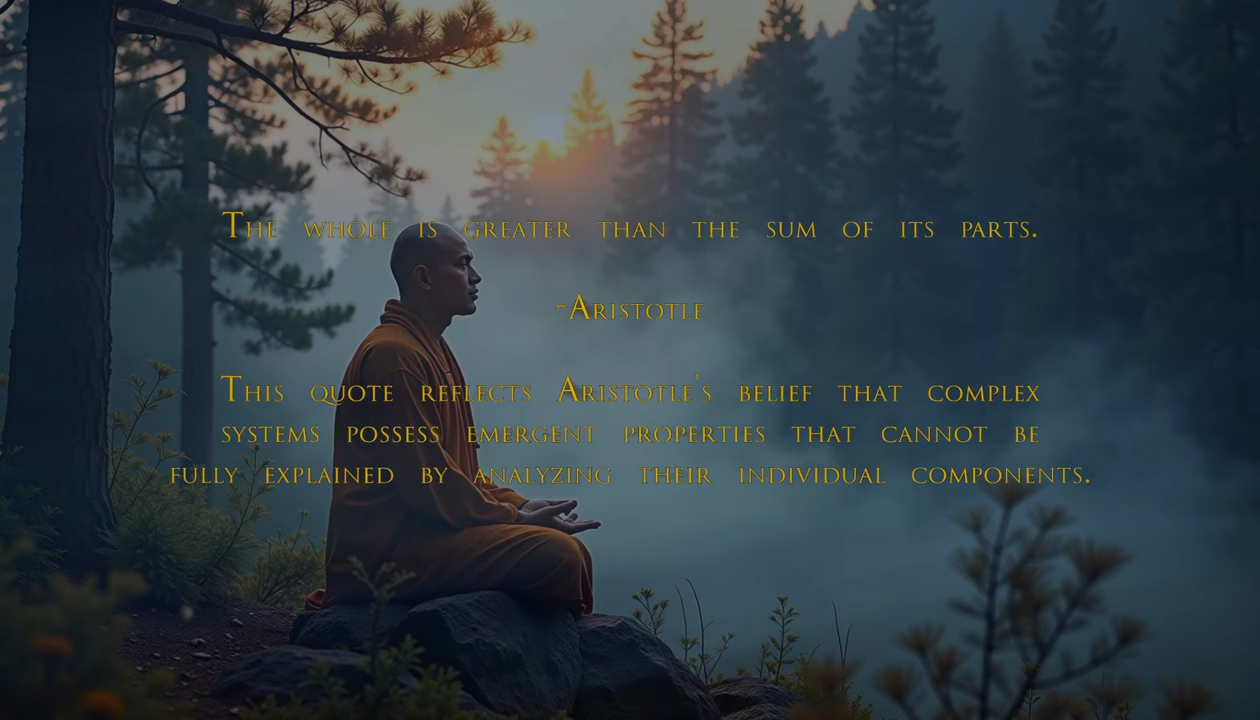 The whole is greater than the sum of its parts.
-Aristotle
This quote reflects Aristotle's belief that complex
systems possess emergent properties that cannot be
fully explained by analyzing their individual components.